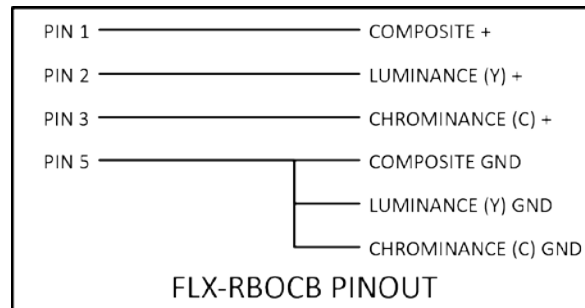 PIN 1 COMPOSITE +
PIN 2 LUMINANCE (Y) +
PIN 3 CHROMINANCE (C) +
PIN 5 COMPOSITE GND
LUMINANCE (Y) GND
CHROMINANCE (C) GND
FLX-RBOCB PINOUT